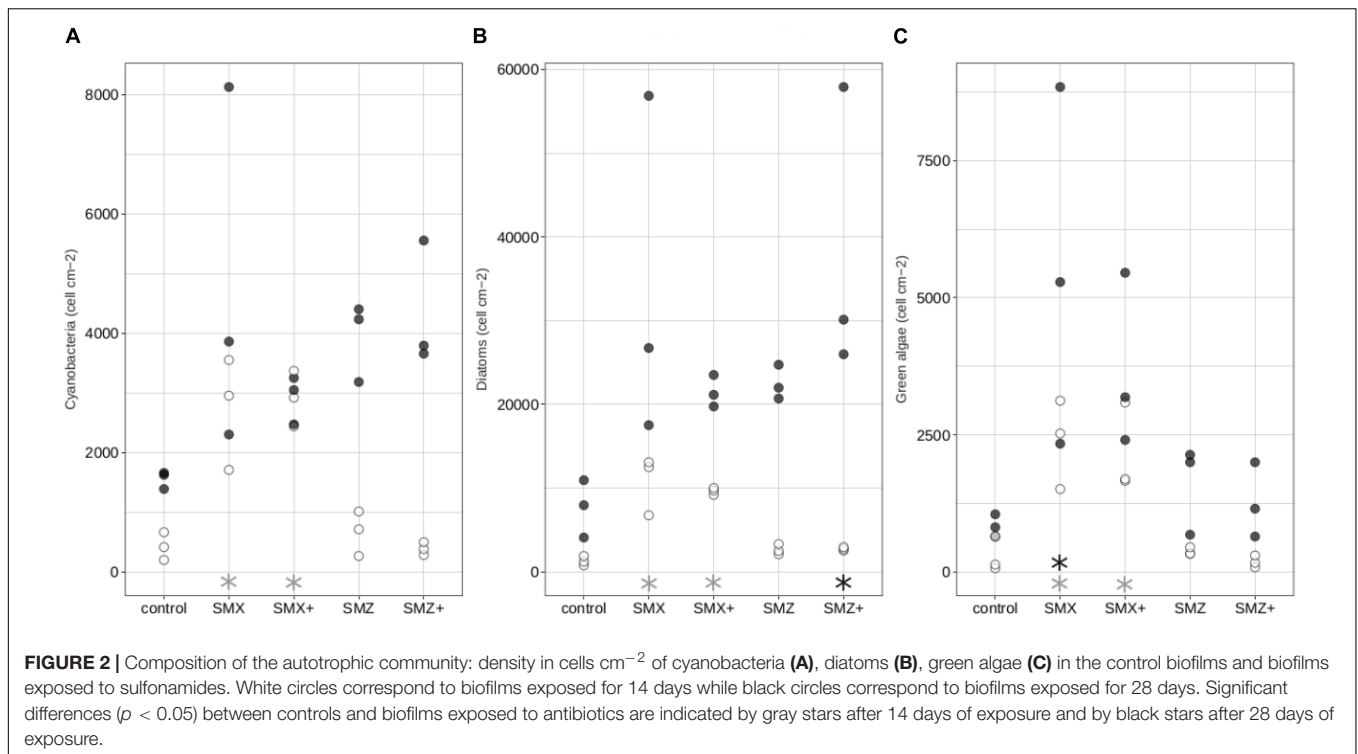 A
B
C
8000
6000
4000
2000
0
Cyanobacteria (cell cm−2)
control SMX SMX+ SMZ SMZ+
60000
40000
20000
0
Diatoms (cell cm−2)
control SMX SMX+ SMZ SMZ+
7500
5000
2500
0
Green algae (cell cm−2)
control SMX SMX+ SMZ SMZ+
FIGURE 2 | Composition of the autotrophic community: density in cells cm−2 of cyanobacteria (A), diatoms (B), green algae (C) in the control biofilms and biofilms
exposed to sulfonamides. White circles correspond to biofilms exposed for 14 days while black circles correspond to biofilms exposed for 28 days. Significant
differences (p < 0.05) between controls and biofilms exposed to antibiotics are indicated by gray stars after 14 days of exposure and by black stars after 28 days of
exposure.